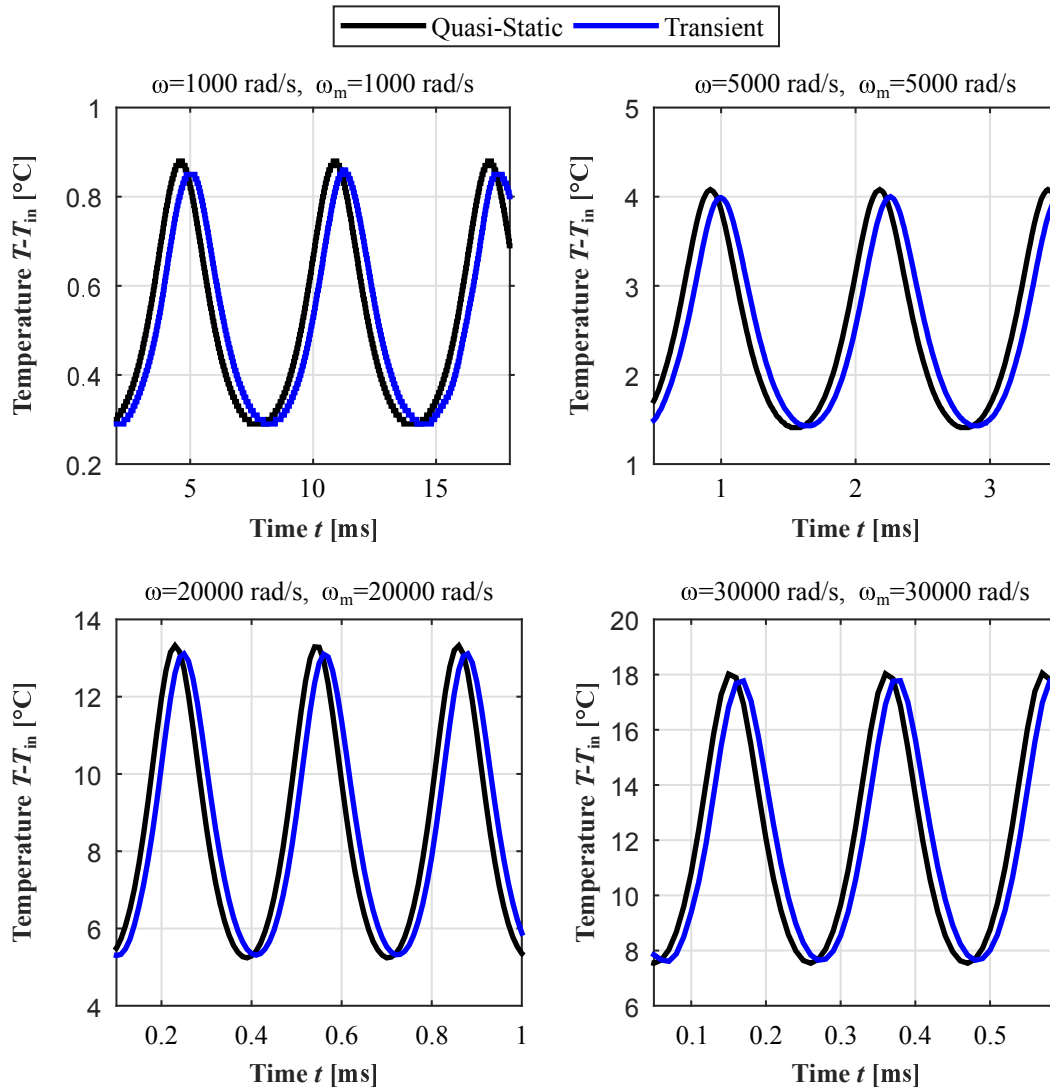 Quasi-Static Transient
ω=1000 rad/s, ωm=1000 rad/s
1
0.8
0.6
0.4
0.2
5 10 15
Temperature T-Tin [°C]
Time t [ms]
ω=5000 rad/s, ωm=5000 rad/s
5
4
3
2
1
1 2 3
Temperature T-Tin [°C]
Time t [ms]
ω=20000 rad/s, ωm=20000 rad/s
14
12
10
8
6
4
0.2 0.4 0.6 0.8 1
Temperature T-Tin [°C]
Time t [ms]
ω=30000 rad/s, ωm=30000 rad/s
20
18
16
14
12
10
8
6
0.1 0.2 0.3 0.4 0.5
Temperature T-Tin [°C]
Time t [ms]